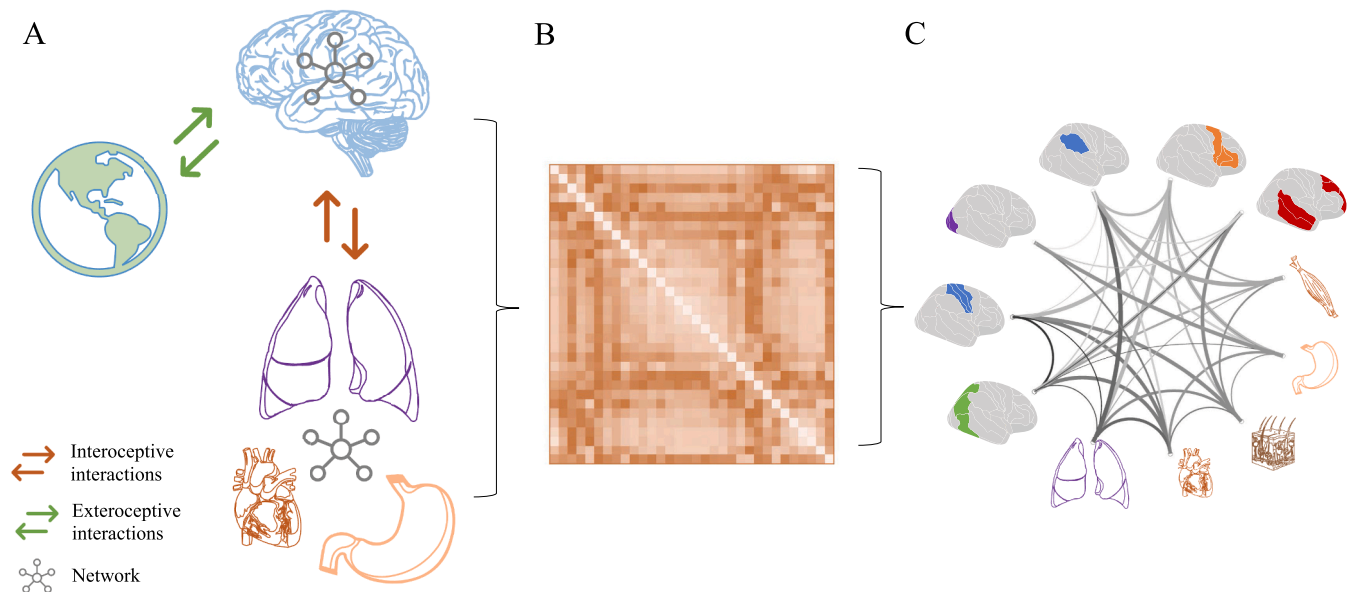 A
B
C
Interoceptive
interactions
Exteroceptive
interactions
Network